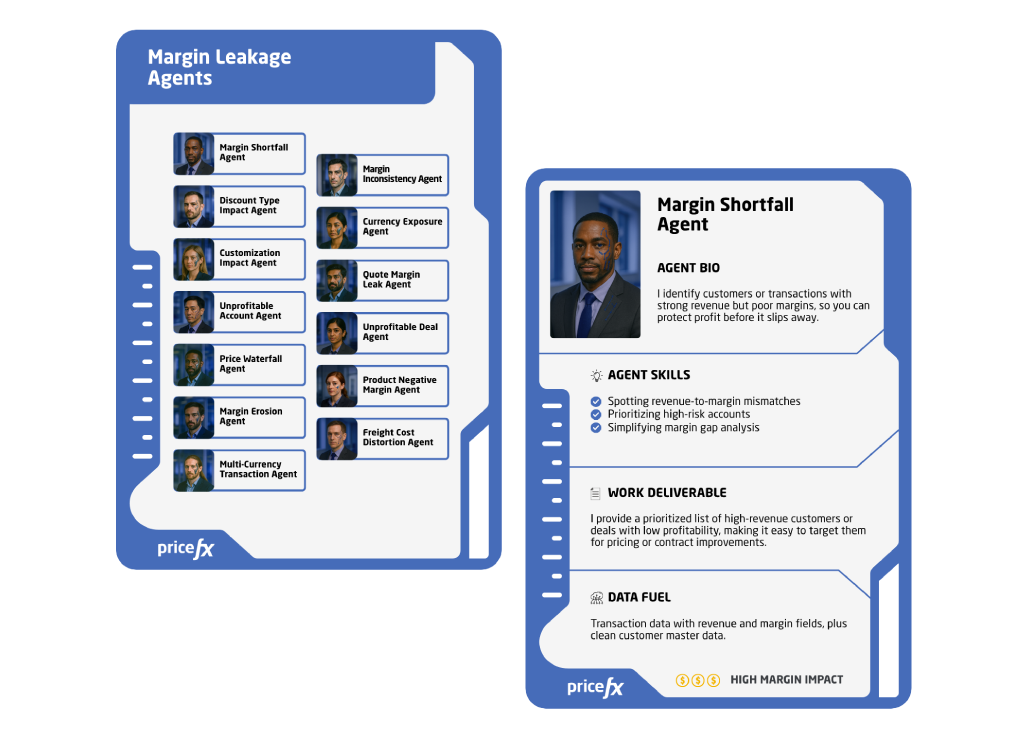 Margin Leakage
Agents
Margin Shortfall
Agent
Discount Type
Impact Agent
Customization
Impact Agent
Unprofitable
Account Agent
Price Waterfall
Agent
Margin Erosion
Agent
Multi-Currency
Transaction Agent
Margin
Inconsistency Agent
Currency Exposure
Agent
Quote Margin
Leak Agent
Unprofitable Deal
Agent
Product Negative
Margin Agent
Freight Cost
Distortion Agent
pricefx
Margin Shortfall
Agent
AGENT BIO
I identify customers or transactions with
strong revenue but poor margins, so you can
protect profit before it slips away.
AGENT SKILLS
Spotting revenue-to-margin mismatches
Prioritizing high-risk accounts
Simplifying margin gap analysis
WORK DELIVERABLE
I provide a prioritized list of high-revenue customers or
deals with low profitability, making it easy to target them
for pricing or contract improvements.
DATA FUEL
Transaction data with revenue and margin fields, plus
clean customer master data.
$ $ $ HIGH MARGIN IMPACT
pricefx